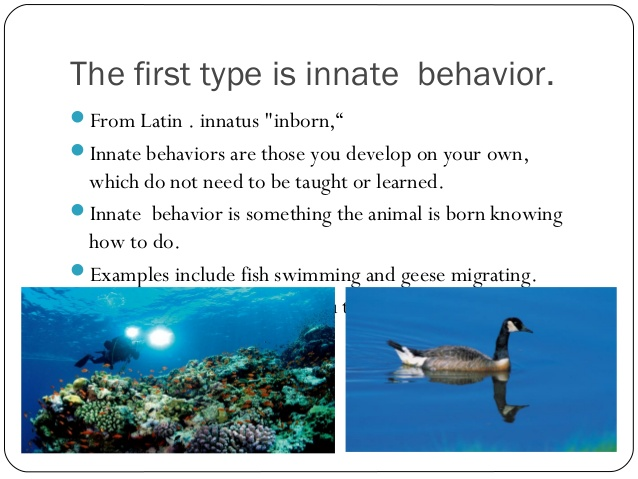 The first type is innate  behavior.
From Latin . innatus "inborn,“
Innate behaviors are those you develop on your own,
which do not need to be taught or learned.
Innate  behavior is something the animal is born knowing
how to do.
Examples include fish swimming and geese migrating.